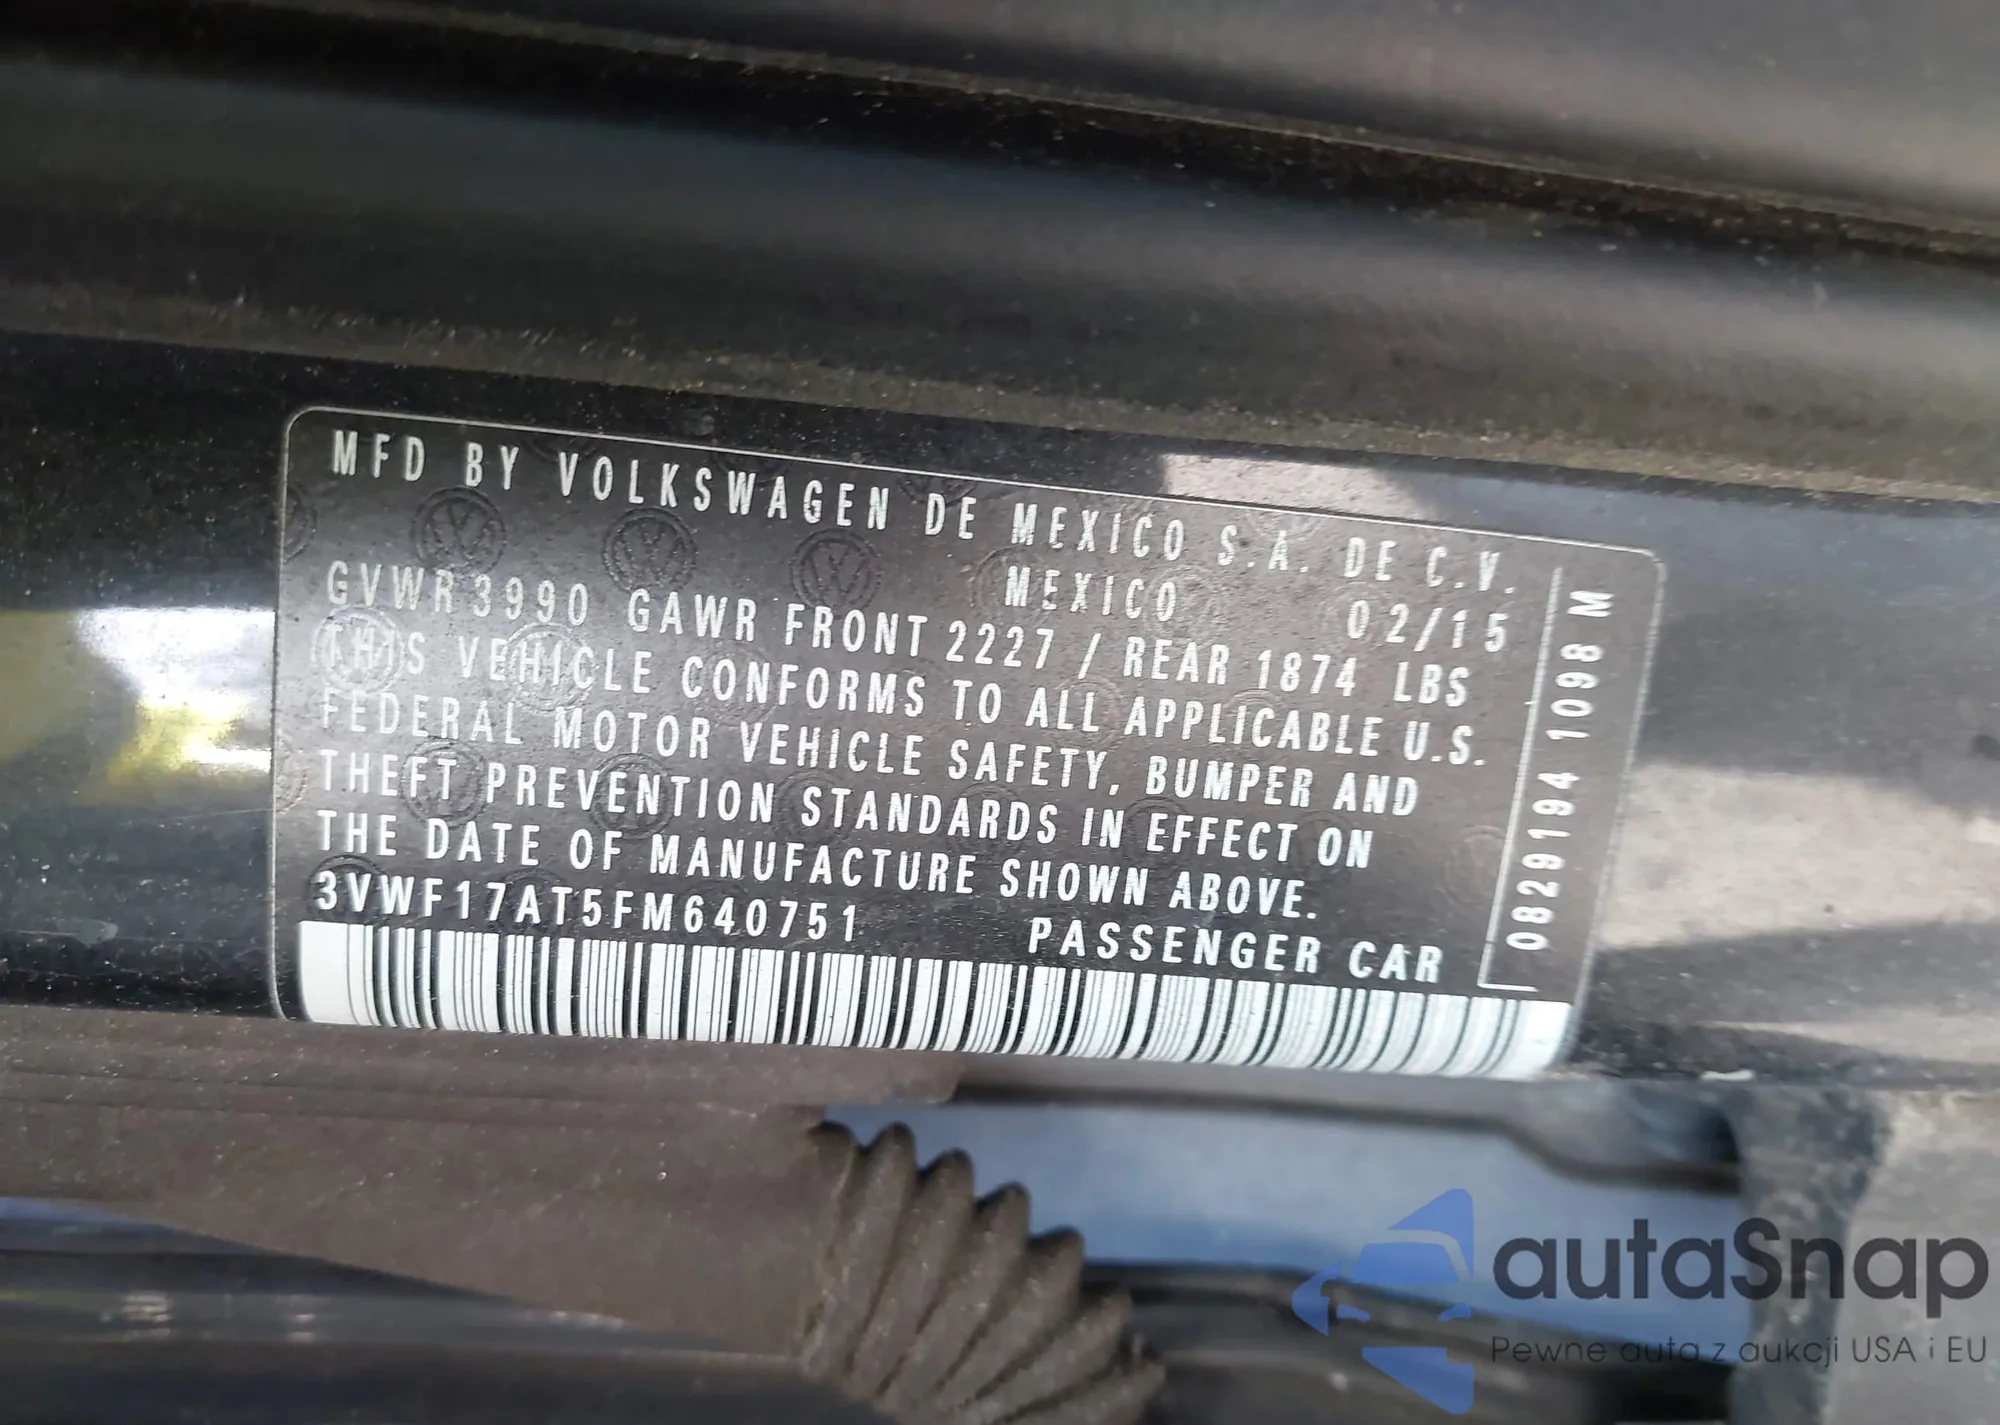 MFD BY VOLKSWAGEN DE MEXICO S.A. DE C.V.
MEXICO 02/15
GVWR 3990 GAWR FRONT 2227 / REAR 1874 LBS
THIS VEHICLE CONFORMS TO ALL APPLICABLE U.S.
FEDERAL MOTOR VEHICLE SAFETY, BUMPER AND
THEFT PREVENTION STANDARDS IN EFFECT ON
THE DATE OF MANUFACTURE SHOWN ABOVE.
3VWF17AT5FM640751 PASSENGER CAR
0829194 1098 M
autaSnap
Pewne auta z aukcji USA i EU